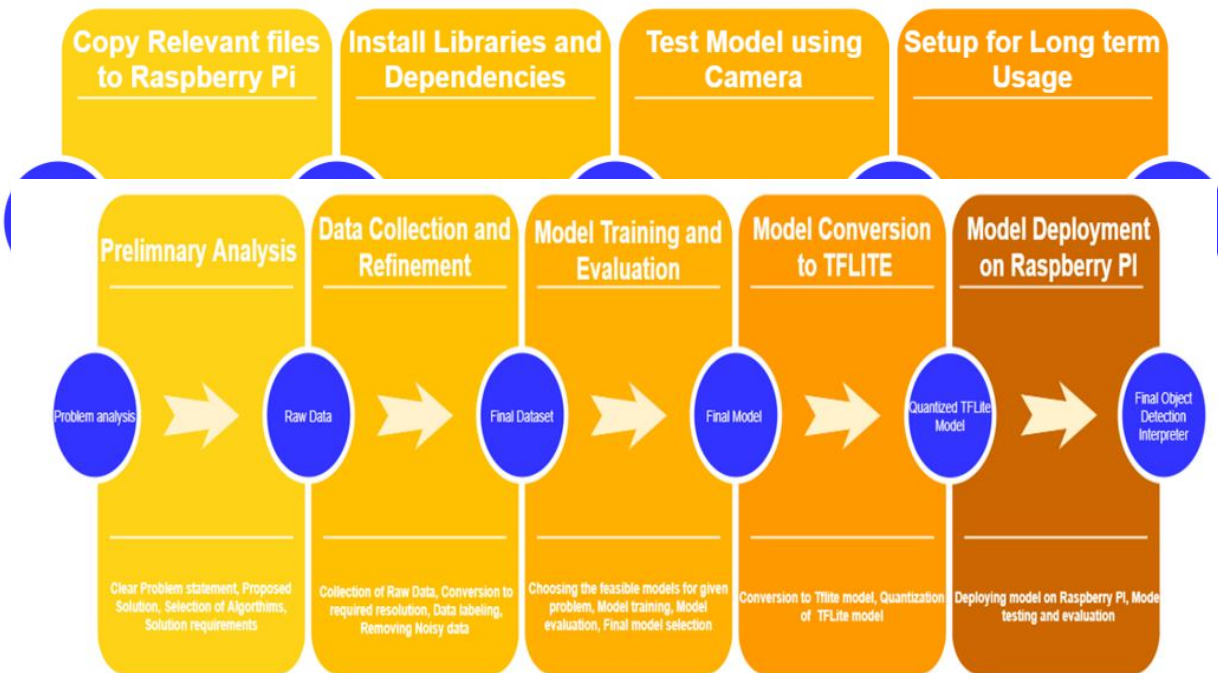 Copy Relevant files
to Raspberry Pi
Install Libraries and
Dependencies
Test Model using
Camera
Setup for Long term
Usage
Prelimnary Analysis
Data Collection and
Refinement
Model Training and
Evaluation
Model Conversion
to TFLITE
Model Deployment
on Raspberry PI
Problem analysis
Raw Data
Final Dataset
Final Model
Quantized TFLite
Model
Final Object
Detection
Interpreter
Clear Problem statement, Proposed
Solution, Selection of Algorthims,
Solution requirements
Collection of Raw Data, Conversion to
required resolution, Data labeling,
Removing Noisy data
Choosing the feasible models for given
problem, Model training, Model
evaluation, Final model selection
Conversion to Tflite model, Quantization
of TFLite model
Deploying model on Raspberry PI, Mode
testing and evaluation